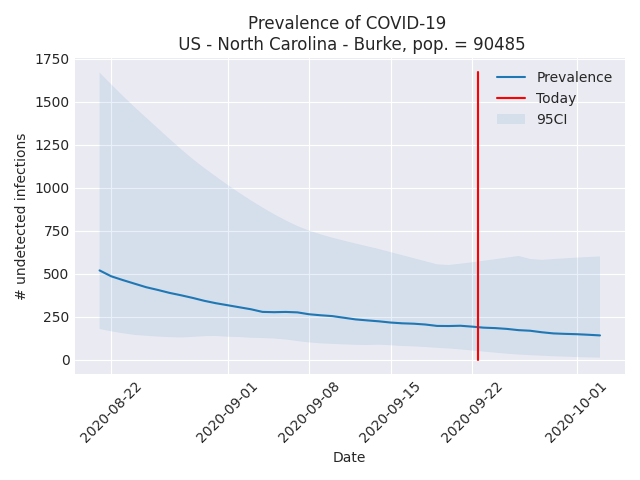 Prevalence of COVID-19
US - North Carolina - Burke, pop. = 90485
1750
1500
1250
1000
750
500
250
0
# undetected infections
Prevalence
Today
95CI
2020-08-22
2020-09-01
2020-09-08
2020-09-15
2020-09-22
2020-10-01
Date